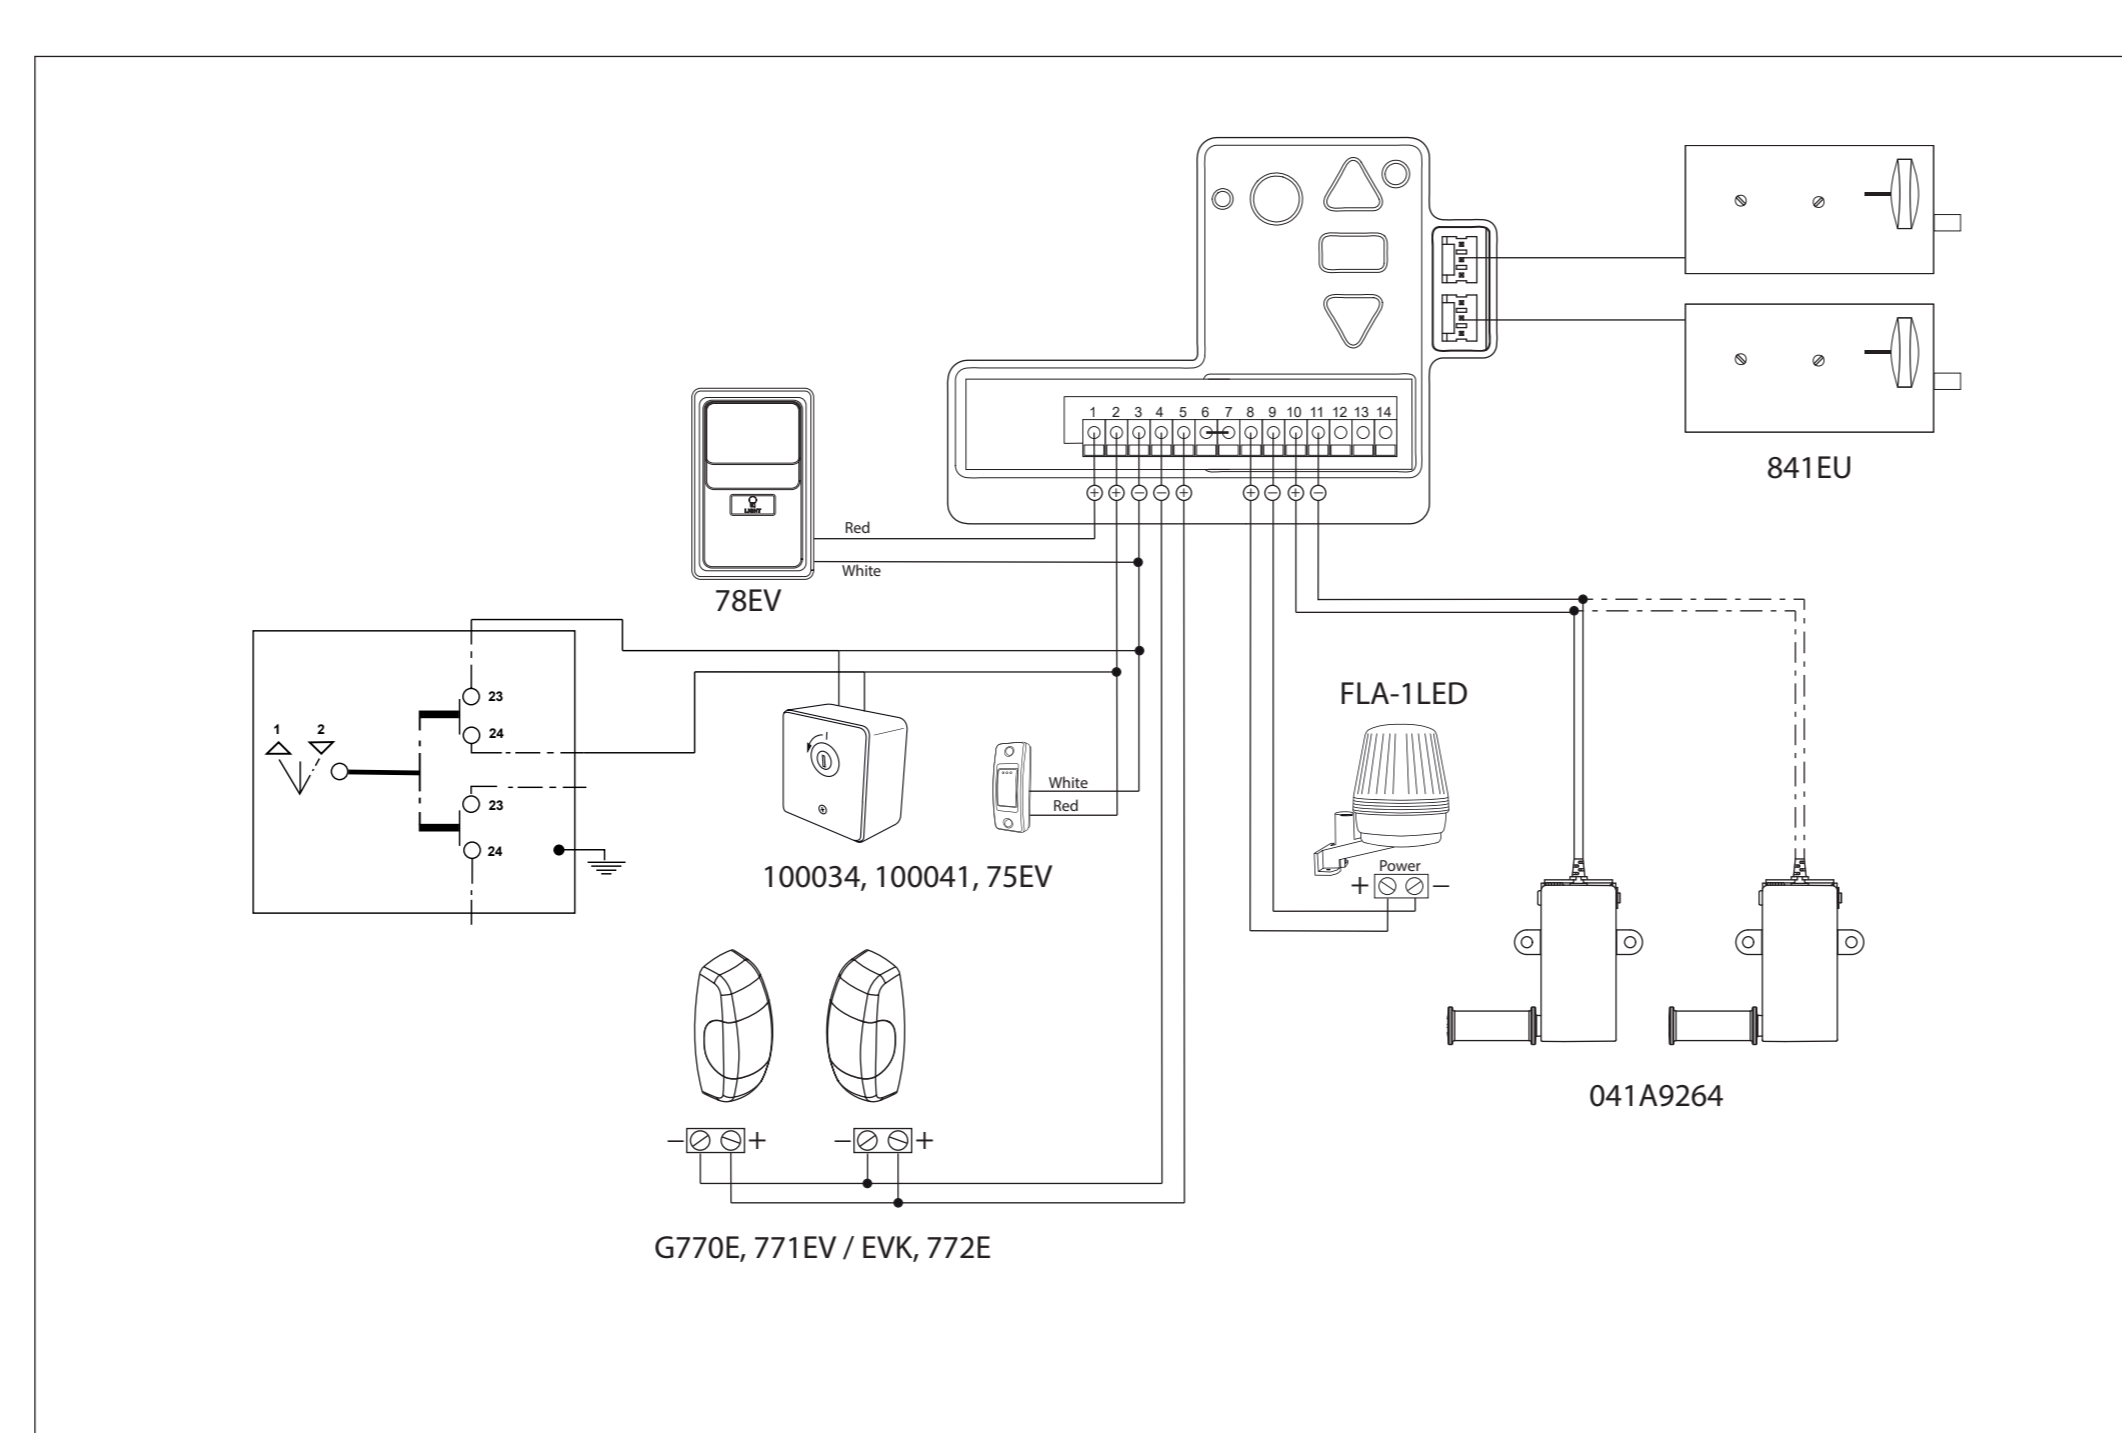 1 2 3 4 5 6 7 8 9 10 11 12 13 14
+ + − − + + − + −
841EU
LIGHT
Red
White
78EV
23
1 2
24
23
24
White
Red
100034, 100041, 75EV
FLA-1LED
Power
+ −
041A9264
− + − +
G770E, 771EV / EVK, 772E